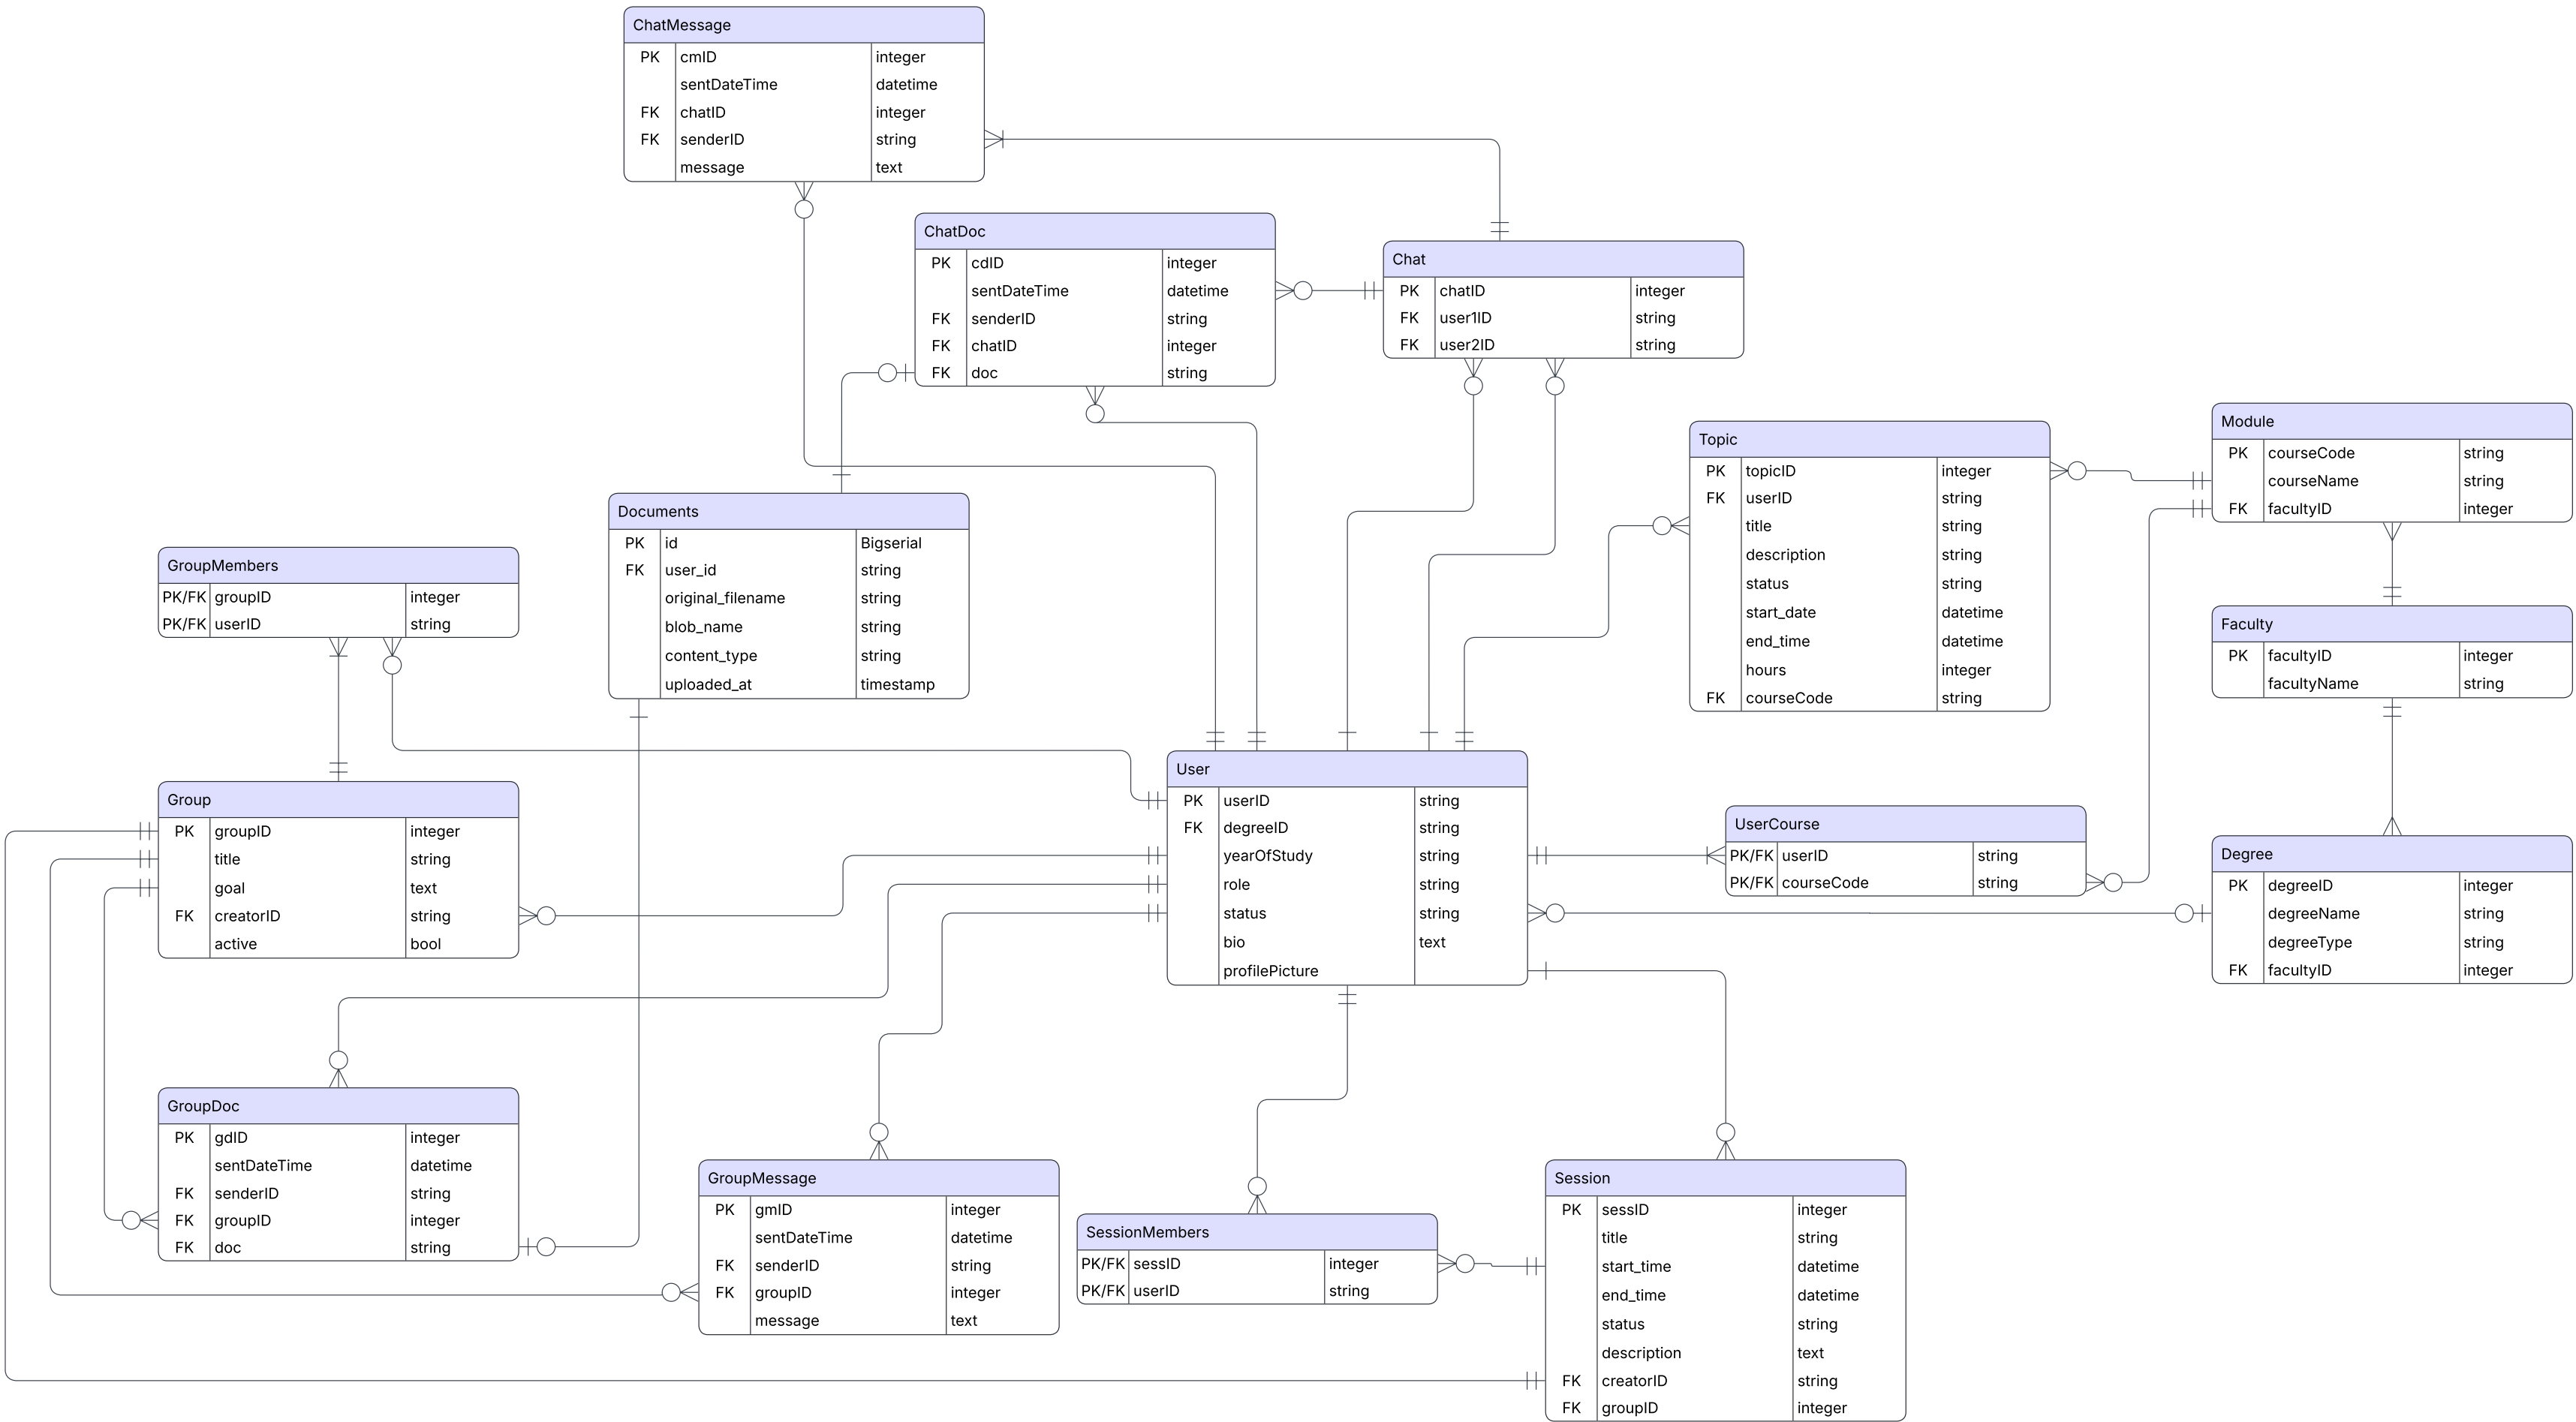 ChatMessage
PK cmID integer
sentDateTime datetime
FK chatID integer
FK senderID string
message text
ChatDoc
PK cdID integer
sentDateTime datetime
FK senderID string
FK chatID integer
FK doc string
Chat
PK chatID integer
FK user1ID string
FK user2ID string
Topic
PK topicID integer
FK userID string
title string
description string
status string
start_date datetime
end_time datetime
hours integer
FK courseCode string
Module
PK courseCode string
courseName string
FK facultyID integer
Documents
PK id Bigserial
FK user_id string
original_filename string
blob_name string
content_type string
uploaded_at timestamp
GroupMembers
PK/FK groupID integer
PK/FK userID string
Faculty
PK facultyID integer
facultyName string
Group
PK groupID integer
title string
goal text
FK creatorID string
active bool
User
PK userID string
FK degreeID string
yearOfStudy string
role string
status string
bio text
profilePicture
UserCourse
PK/FK userID string
PK/FK courseCode string
Degree
PK degreeID integer
degreeName string
degreeType string
FK facultyID integer
GroupDoc
PK gdID integer
sentDateTime datetime
FK senderID string
FK groupID integer
FK doc string
GroupMessage
PK gmID integer
sentDateTime datetime
FK senderID string
FK groupID integer
message text
SessionMembers
PK/FK sessID integer
PK/FK userID string
Session
PK sessID integer
title string
start_time datetime
end_time datetime
status string
description text
FK creatorID string
FK groupID integer